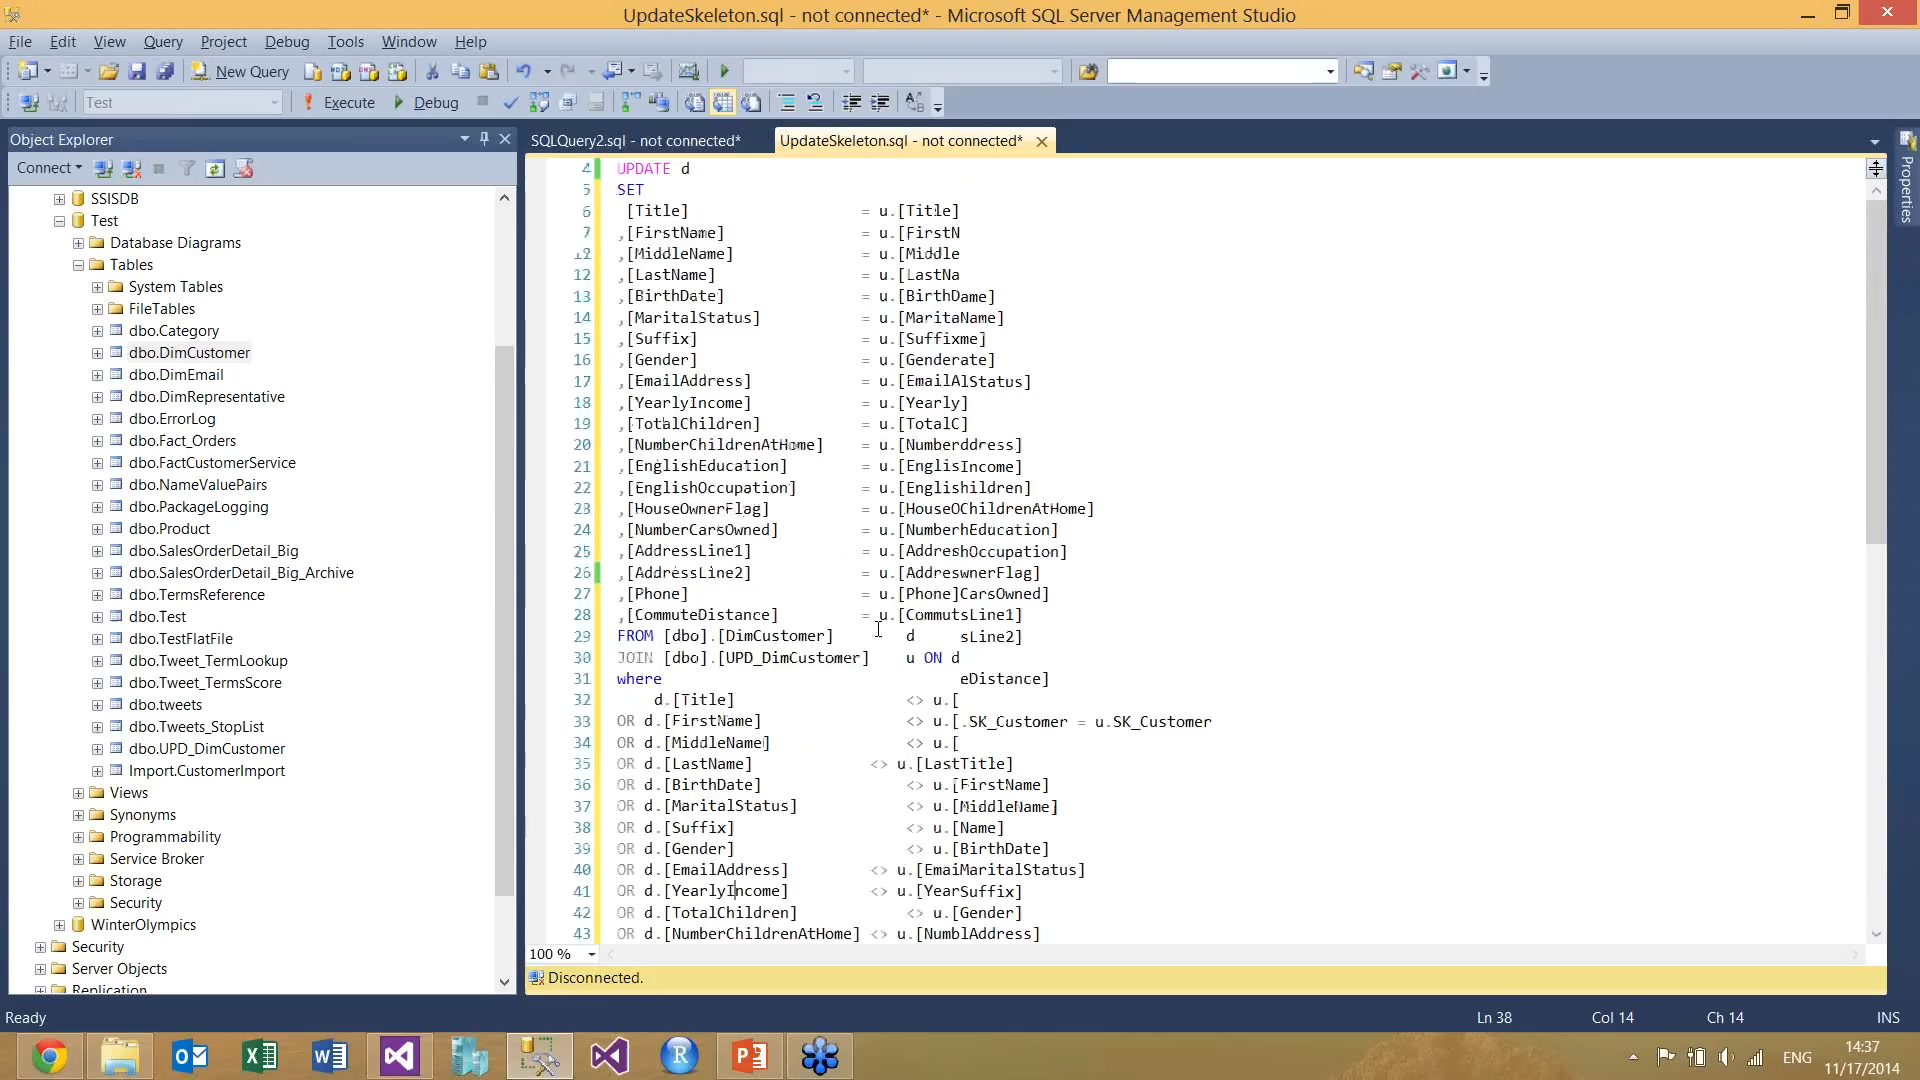 UpdateSkeleton.sql - not connected* - Microsoft SQL Server Management Studio
File Edit View Query Project Debug Tools Window Help
New Query
Test Execute Debug
Object Explorer
Connect
SSISDB
Test
Database Diagrams
Tables
System Tables
FileTables
dbo.Category
dbo.DimCustomer
dbo.DimEmail
dbo.DimRepresentative
dbo.ErrorLog
dbo.Fact_Orders
dbo.FactCustomerService
dbo.NameValuePairs
dbo.PackageLogging
dbo.Product
dbo.SalesOrderDetail_Big
dbo.SalesOrderDetail_Big_Archive
dbo.TermsReference
dbo.Test
dbo.TestFlatFile
dbo.Tweet_TermLookup
dbo.Tweet_TermsScore
dbo.tweets
dbo.Tweets_StopList
dbo.UPD_DimCustomer
Import.CustomerImport
Views
Synonyms
Programmability
Service Broker
Storage
Security
WinterOlympics
Security
Server Objects
Replication
SQLQuery2.sql - not connected* UpdateSkeleton.sql - not connected*
4 UPDATE d
5 SET
6 [Title] = u.[Title]
7 ,[FirstName] = u.[FirstN
12 ,[MiddleName] = u.[Middle
12 ,[LastName] = u.[LastNa
13 ,[BirthDate] = u.[BirthDame]
14 ,[MaritalStatus] = u.[MaritaName]
15 ,[Suffix] = u.[Suffixme]
16 ,[Gender] = u.[Genderate]
17 ,[EmailAddress] = u.[EmailAlStatus]
18 ,[YearlyIncome] = u.[Yearly]
19 ,[TotalChildren] = u.[TotalC]
20 ,[NumberChildrenAtHome] = u.[Numberddress]
21 ,[EnglishEducation] = u.[EnglisIncome]
22 ,[EnglishOccupation] = u.[Englishildren]
23 ,[HouseOwnerFlag] = u.[HouseOChildrenAtHome]
24 ,[NumberCarsOwned] = u.[NumberhEducation]
25 ,[AddressLine1] = u.[AddreshOccupation]
26 ,[AddressLine2] = u.[AddreswnerFlag]
27 ,[Phone] = u.[Phone]CarsOwned]
28 ,[CommuteDistance] = u.[CommutsLine1]
29 FROM [dbo].[DimCustomer] d sLine2]
30 JOIN [dbo].[UPD_DimCustomer] u ON d
31 where eDistance]
32 d.[Title] <> u.[
33 OR d.[FirstName] <> u.[.SK_Customer = u.SK_Customer
34 OR d.[MiddleName] <> u.[
35 OR d.[LastName] <> u.[LastTitle]
36 OR d.[BirthDate] <> u.[FirstName]
37 OR d.[MaritalStatus] <> u.[MiddleName]
38 OR d.[Suffix] <> u.[Name]
39 OR d.[Gender] <> u.[BirthDate]
40 OR d.[EmailAddress] <> u.[EmaiMaritalStatus]
41 OR d.[YearlyIncome] <> u.[YearSuffix]
42 OR d.[TotalChildren] <> u.[Gender]
43 OR d.[NumberChildrenAtHome] <> u.[NumblAddress]
100 %
Disconnected.
Properties
Ready Ln 38 Col 14 Ch 14 INS
ENG 14:37
11/17/2014